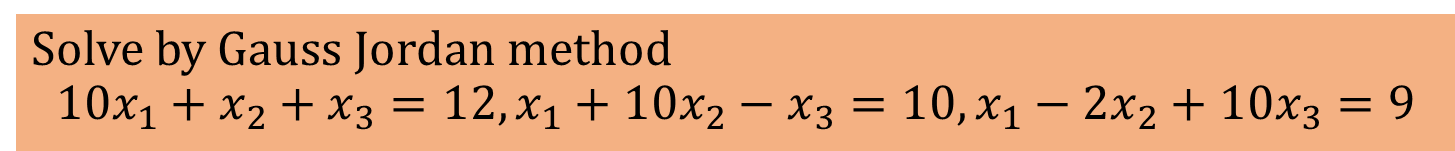 Solve by Gauss Jordan method
10x₁ + x₂ + x₃ = 12, x₁ + 10x₂ − x₃ = 10, x₁ − 2x₂ + 10x₃ = 9